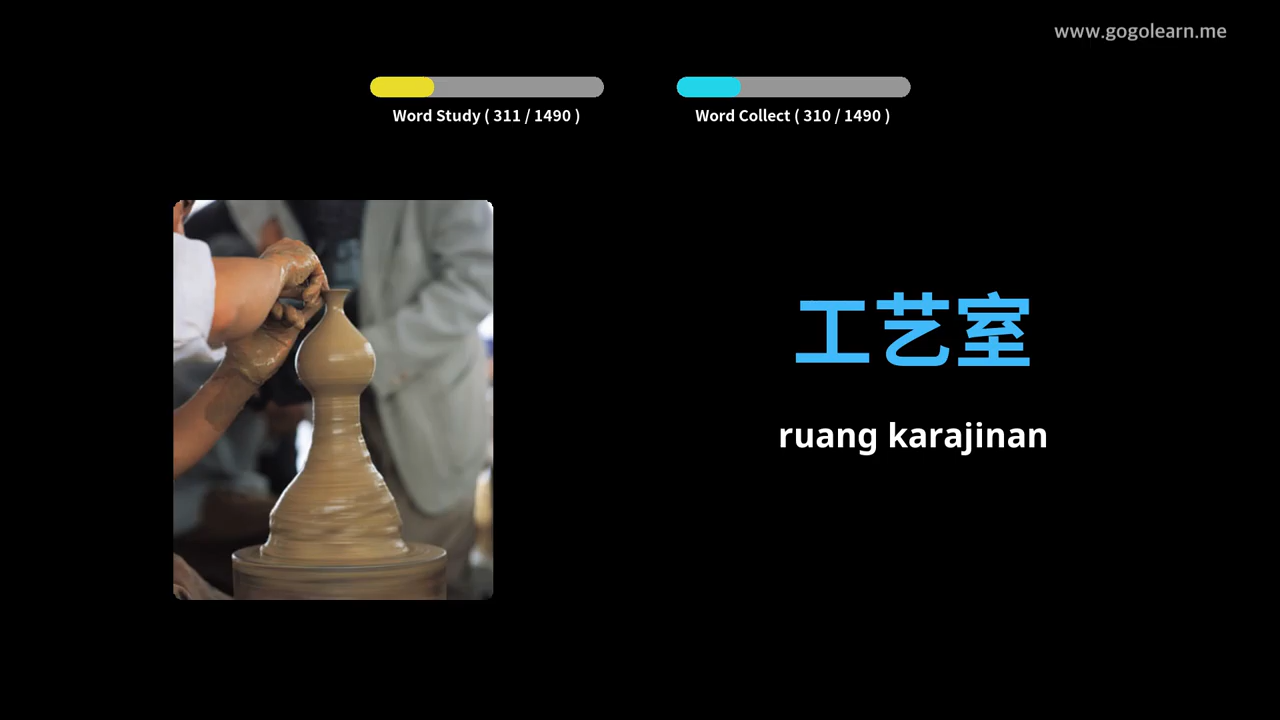 www.gogolearn.me
Word Study ( 311 / 1490 )
Word Collect ( 310 / 1490 )
工艺室
ruang karajinan